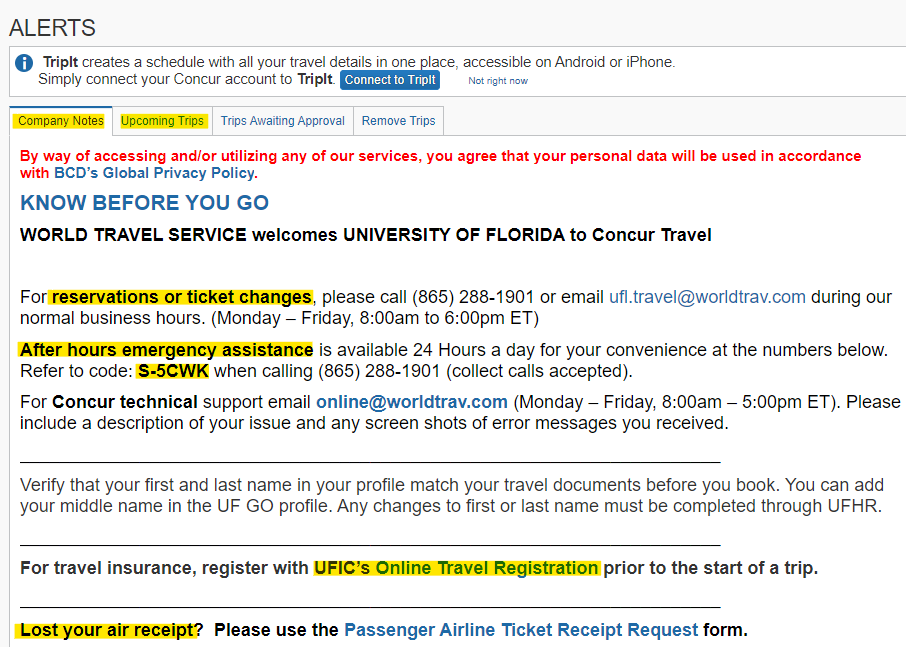 ALERTS
TripIt creates a schedule with all your travel details in one place, accessible on Android or iPhone.
Simply connect your Concur account to TripIt. Connect to TripIt Not right now
Company Notes Upcoming Trips Trips Awaiting Approval Remove Trips
By way of accessing and/or utilizing any of our services, you agree that your personal data will be used in accordance
with BCD's Global Privacy Policy.
KNOW BEFORE YOU GO
WORLD TRAVEL SERVICE welcomes UNIVERSITY OF FLORIDA to Concur Travel
For reservations or ticket changes, please call (865) 288-1901 or email ufl.travel@worldtrav.com during our
normal business hours. (Monday – Friday, 8:00am to 6:00pm ET)
After hours emergency assistance is available 24 Hours a day for your convenience at the numbers below.
Refer to code: S-5CWK when calling (865) 288-1901 (collect calls accepted).
For Concur technical support email online@worldtrav.com (Monday – Friday, 8:00am – 5:00pm ET). Please
include a description of your issue and any screen shots of error messages you received.
Verify that your first and last name in your profile match your travel documents before you book. You can add
your middle name in the UF GO profile. Any changes to first or last name must be completed through UFHR.
For travel insurance, register with UFIC's Online Travel Registration prior to the start of a trip.
Lost your air receipt? Please use the Passenger Airline Ticket Receipt Request form.